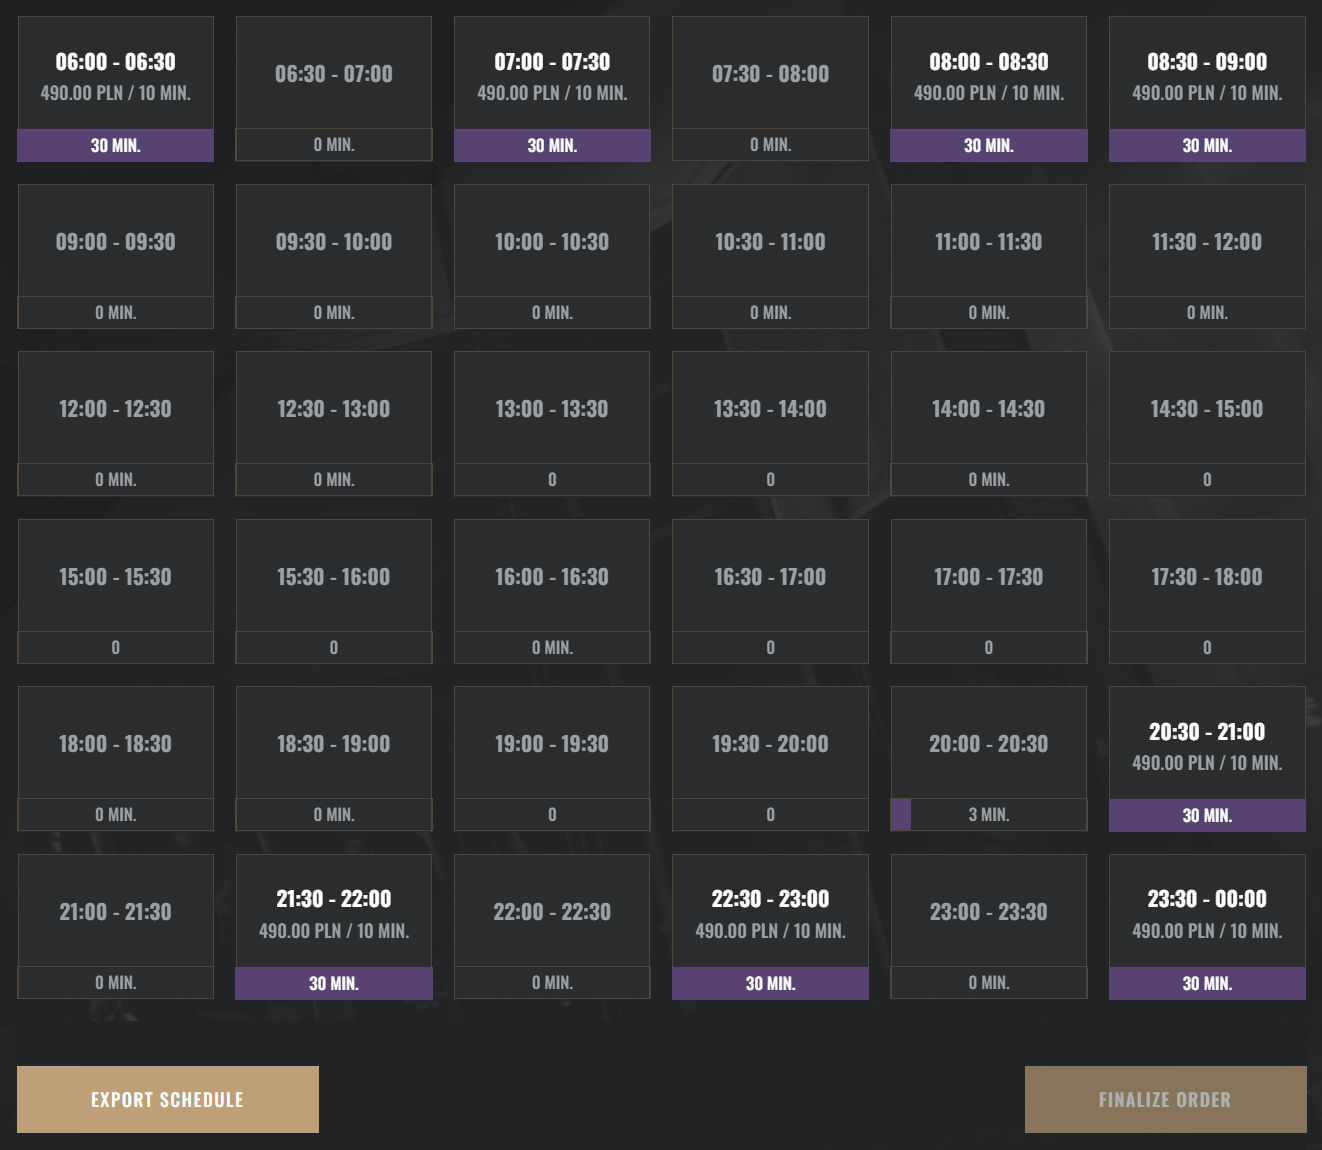 06:00 - 06:30
490.00 PLN / 10 MIN.
30 MIN.
06:30 - 07:00
0 MIN.
07:00 - 07:30
490.00 PLN / 10 MIN.
30 MIN.
07:30 - 08:00
0 MIN.
08:00 - 08:30
490.00 PLN / 10 MIN.
30 MIN.
08:30 - 09:00
490.00 PLN / 10 MIN.
30 MIN.
09:00 - 09:30
0 MIN.
09:30 - 10:00
0 MIN.
10:00 - 10:30
0 MIN.
10:30 - 11:00
0 MIN.
11:00 - 11:30
0 MIN.
11:30 - 12:00
0 MIN.
12:00 - 12:30
0 MIN.
12:30 - 13:00
0 MIN.
13:00 - 13:30
0
13:30 - 14:00
0
14:00 - 14:30
0 MIN.
14:30 - 15:00
0
15:00 - 15:30
0
15:30 - 16:00
0
16:00 - 16:30
0 MIN.
16:30 - 17:00
0
17:00 - 17:30
0
17:30 - 18:00
0
18:00 - 18:30
0 MIN.
18:30 - 19:00
0 MIN.
19:00 - 19:30
0
19:30 - 20:00
0
20:00 - 20:30
3 MIN.
20:30 - 21:00
490.00 PLN / 10 MIN.
30 MIN.
21:00 - 21:30
0 MIN.
21:30 - 22:00
490.00 PLN / 10 MIN.
30 MIN.
22:00 - 22:30
0 MIN.
22:30 - 23:00
490.00 PLN / 10 MIN.
30 MIN.
23:00 - 23:30
0 MIN.
23:30 - 00:00
490.00 PLN / 10 MIN.
30 MIN.
EXPORT SCHEDULE
FINALIZE ORDER